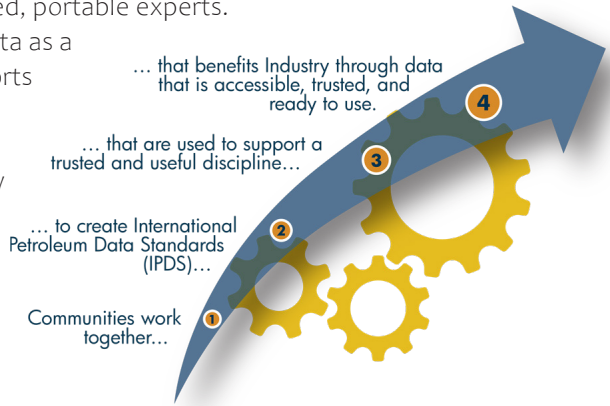 ed, portable experts.
ta as a
orts
… that benefits Industry through data
that is accessible, trusted, and
ready to use.
4
… that are used to support a
trusted and useful discipline…
3
y
… to create International
Petroleum Data Standards
(IPDS)…
2
Communities work
together…
1